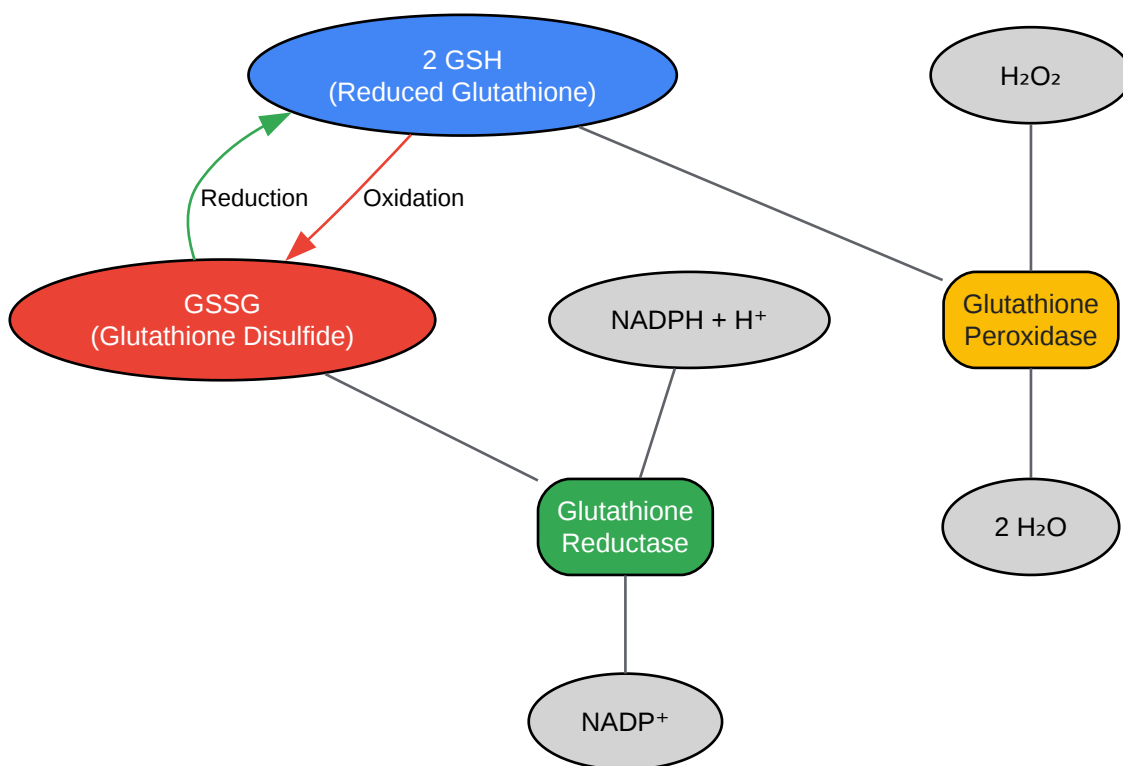 2 GSH
(Reduced Glutathione)
H₂O₂
Reduction
Oxidation
GSSG
(Glutathione Disulfide)
NADPH + H⁺
Glutathione
Peroxidase
Glutathione
Reductase
2 H₂O
NADP⁺